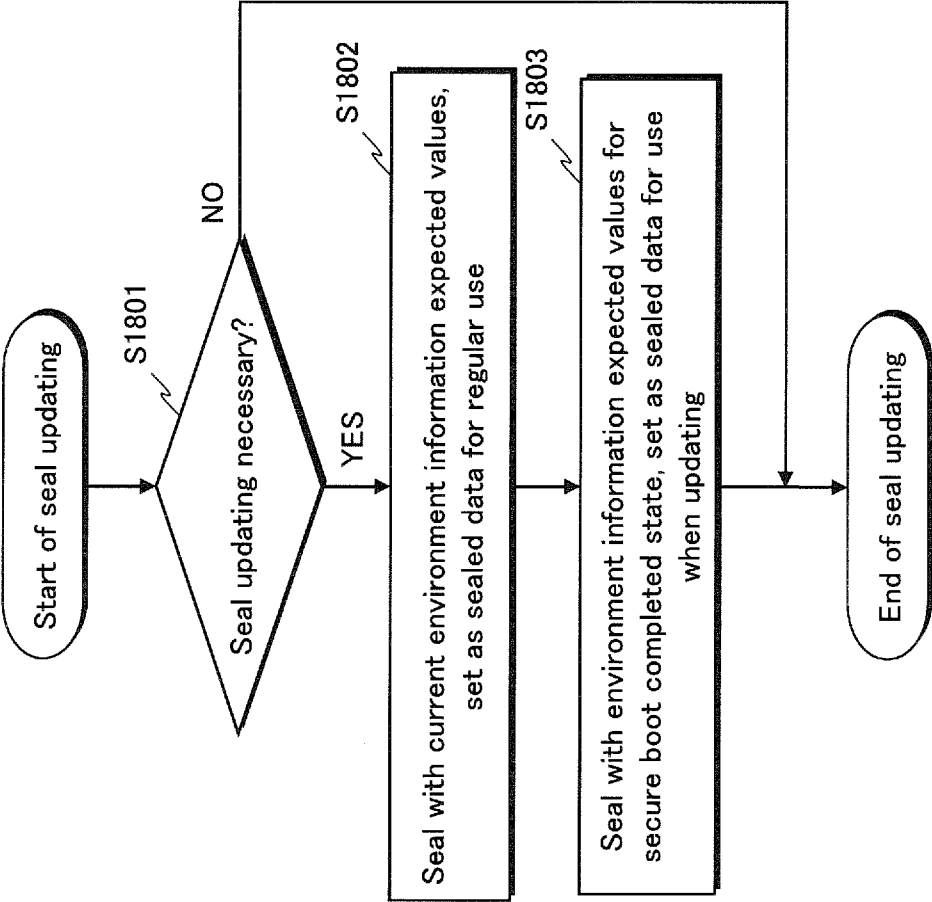 Start of seal updating
S1801
Seal updating necessary?
NO
YES
S1802
Seal with current environment information expected values,
set as sealed data for regular use
S1803
Seal with environment information expected values for
secure boot completed state, set as sealed data for use
when updating
End of seal updating